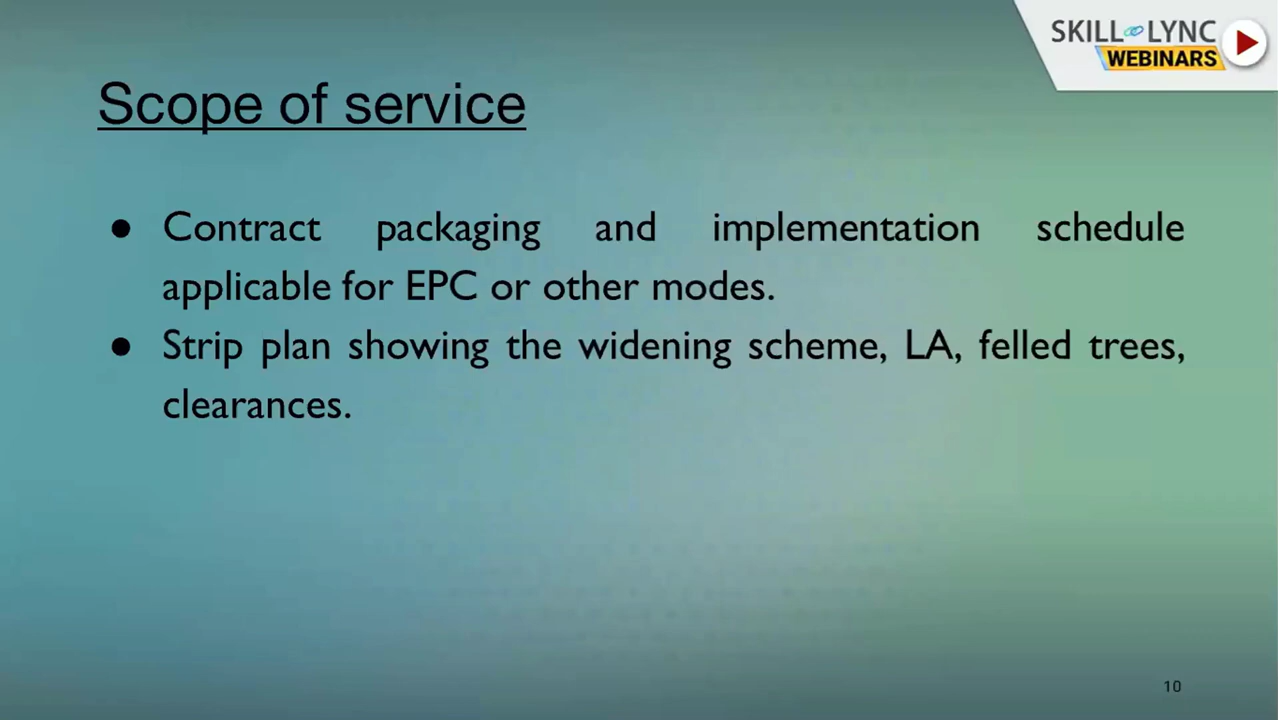 SKILL LYNC
WEBINARS
Scope of service
● Contract packaging and implementation schedule
applicable for EPC or other modes.
● Strip plan showing the widening scheme, LA, felled trees,
clearances.
10